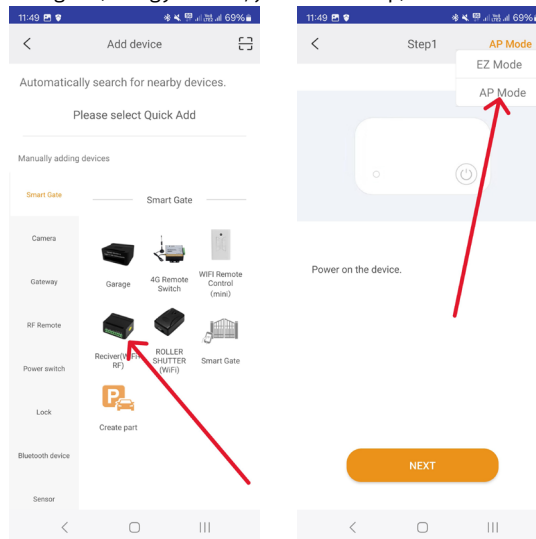 11:49
69%
Add device
Automatically search for nearby devices.
Please select Quick Add
Manually adding devices
Smart Gate
Camera
Gateway
RF Remote
Power switch
Lock
Bluetooth device
Sensor
Smart Gate
Garage
4G Remote
Switch
WIFI Remote
Control
(mini)
Reciver(WiFi+
RF)
ROLLER
SHUTTER
(WiFi)
Smart Gate
P
Create part
11:49
69%
Step1
AP Mode
EZ Mode
AP Mode
Power on the device.
NEXT